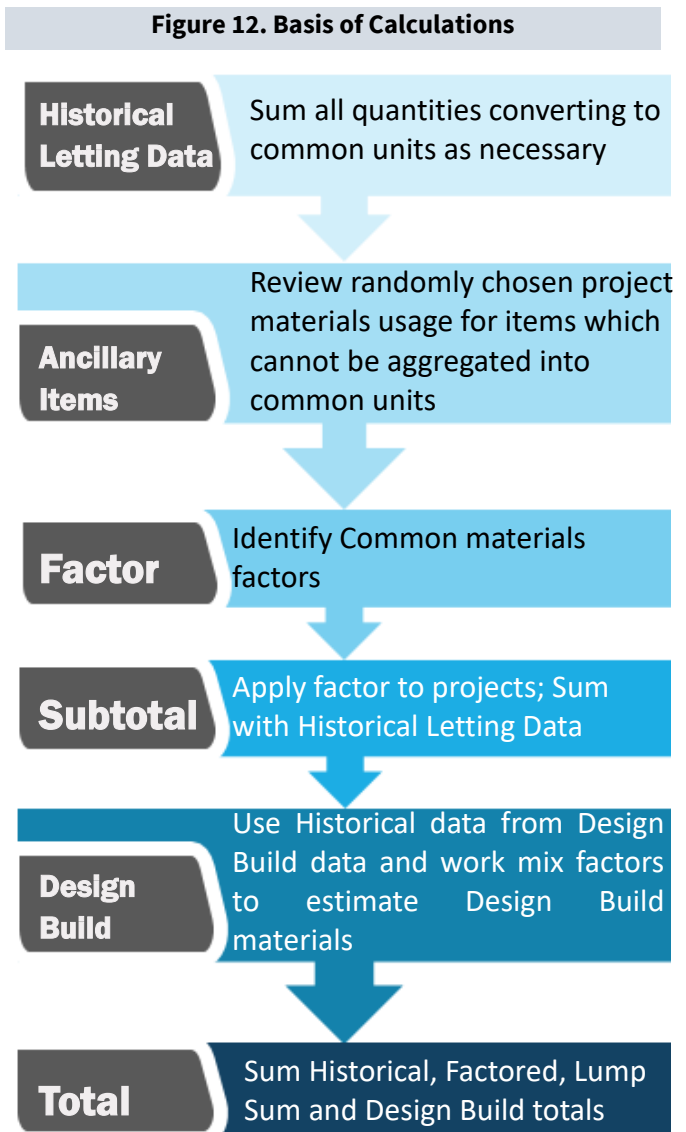 Figure 12. Basis of Calculations
Historical
Letting Data
Sum all quantities converting to
common units as necessary
Ancillary
Items
Review randomly chosen project
materials usage for items which
cannot be aggregated into
common units
Factor
Identify Common materials
factors
Subtotal
Apply factor to projects; Sum
with Historical Letting Data
Design
Build
Use Historical data from Design
Build data and work mix factors
to estimate Design Build
materials
Total
Sum Historical, Factored, Lump
Sum and Design Build totals